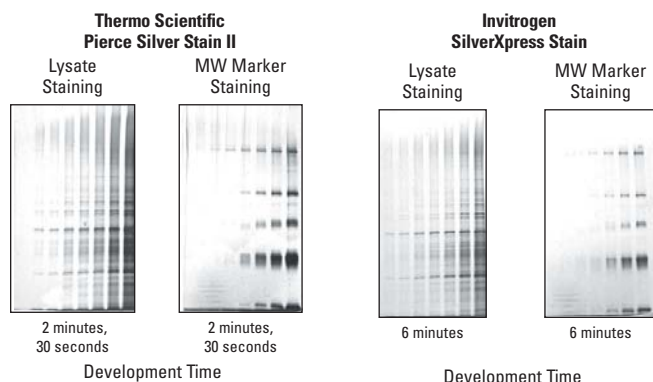 Thermo Scientific
Pierce Silver Stain II
Lysate
Staining
MW Marker
Staining
2 minutes,
30 seconds
2 minutes,
30 seconds
Development Time
Invitrogen
SilverXpress Stain
Lysate
Staining
MW Marker
Staining
6 minutes
6 minutes
Development Time